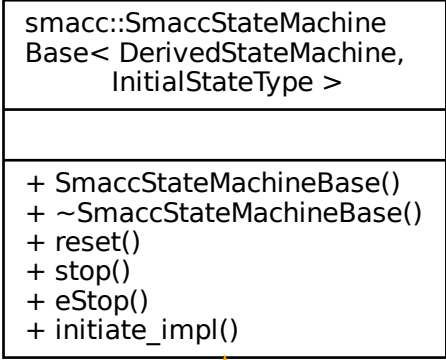 smacc::SmaccStateMachine
Base< DerivedStateMachine,
InitialStateType >
+ SmaccStateMachineBase()
+ ~SmaccStateMachineBase()
+ reset()
+ stop()
+ eStop()
+ initiate_impl()